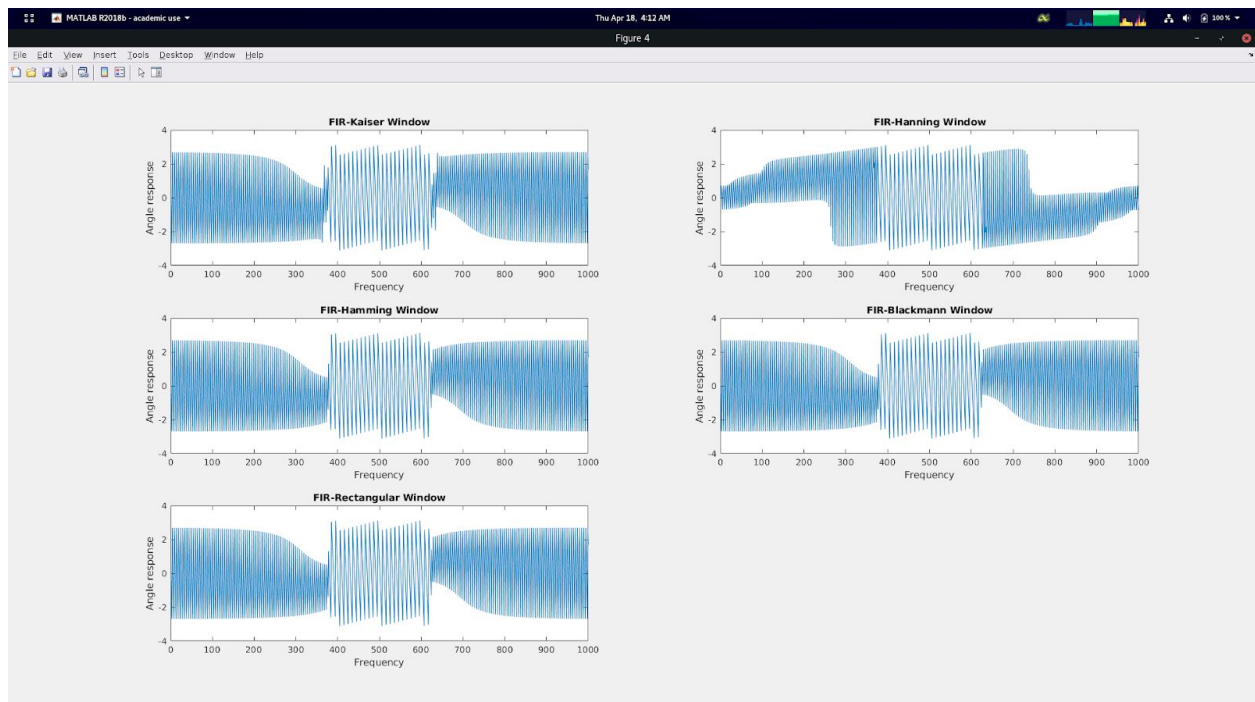 MATLAB R2018b - academic use
Thu Apr 18, 4:12 AM
100 %
Figure 4
File Edit View Insert Tools Desktop Window Help
FIR-Kaiser Window
4
2
0
-2
-4
Angle response
0 100 200 300 400 500 600 700 800 900 1000
Frequency
FIR-Hanning Window
4
2
0
-2
-4
Angle response
0 100 200 300 400 500 600 700 800 900 1000
Frequency
FIR-Hamming Window
4
2
0
-2
-4
Angle response
0 100 200 300 400 500 600 700 800 900 1000
Frequency
FIR-Blackmann Window
4
2
0
-2
-4
Angle response
0 100 200 300 400 500 600 700 800 900 1000
Frequency
FIR-Rectangular Window
4
2
0
-2
-4
Angle response
0 100 200 300 400 500 600 700 800 900 1000
Frequency